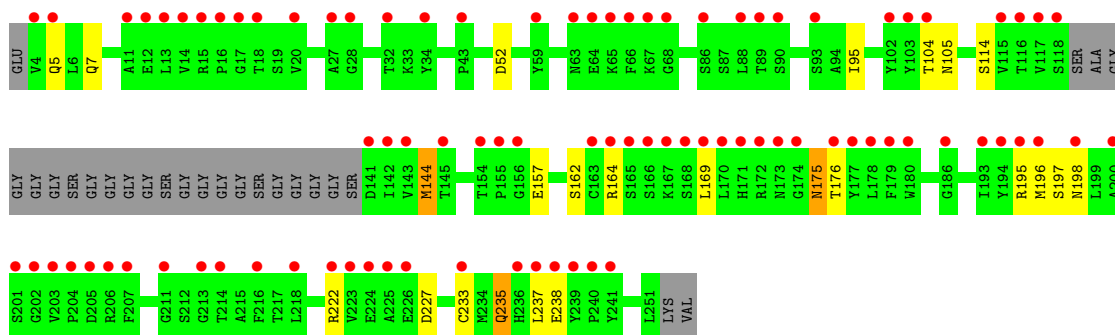 GLU V4 Q5 L6 Q7 A11 E12 L13 V14 R15 P16 G17 T18 S19 V20 A27 G28 T32 K33 Y34 P43 D52 Y59 N63 E64 K65 F66 K67 G68 S86 S87 L88 T89 S90 S93 A94 I95 Y102 Y103 T104 N105 S114 V115 T116 V117 S118 SER ALA GLY
GLY GLY GLY SER GLY GLY GLY GLY SER GLY GLY GLY GLY SER GLY GLY GLY GLY SER D141 I142 V143 M144 T145 T154 P155 G156 E157 S162 C163 R164 S165 S166 K167 S168 L169 L170 H171 R172 N173 G174 N175 T176 Y177 L178 F179 W180 G186 I193 Y194 R195 M196 S197 N198 L199 A200
S201 G202 V203 P204 D205 R206 F207 G211 S212 G213 T214 A215 F216 T217 L218 R222 V223 E224 A225 E226 D227 C233 M234 Q235 H236 L237 E238 Y239 P240 Y241 L251 LYS VAL